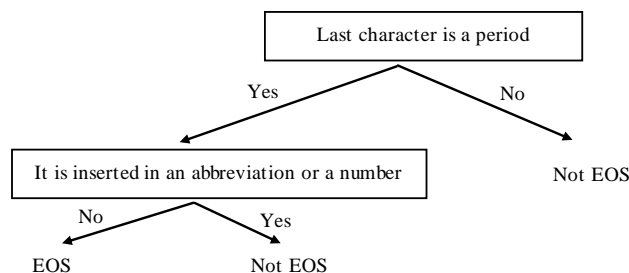 Last character is a period
Yes
No
It is inserted in an abbreviation or a number
Not EOS
No
Yes
EOS
Not EOS